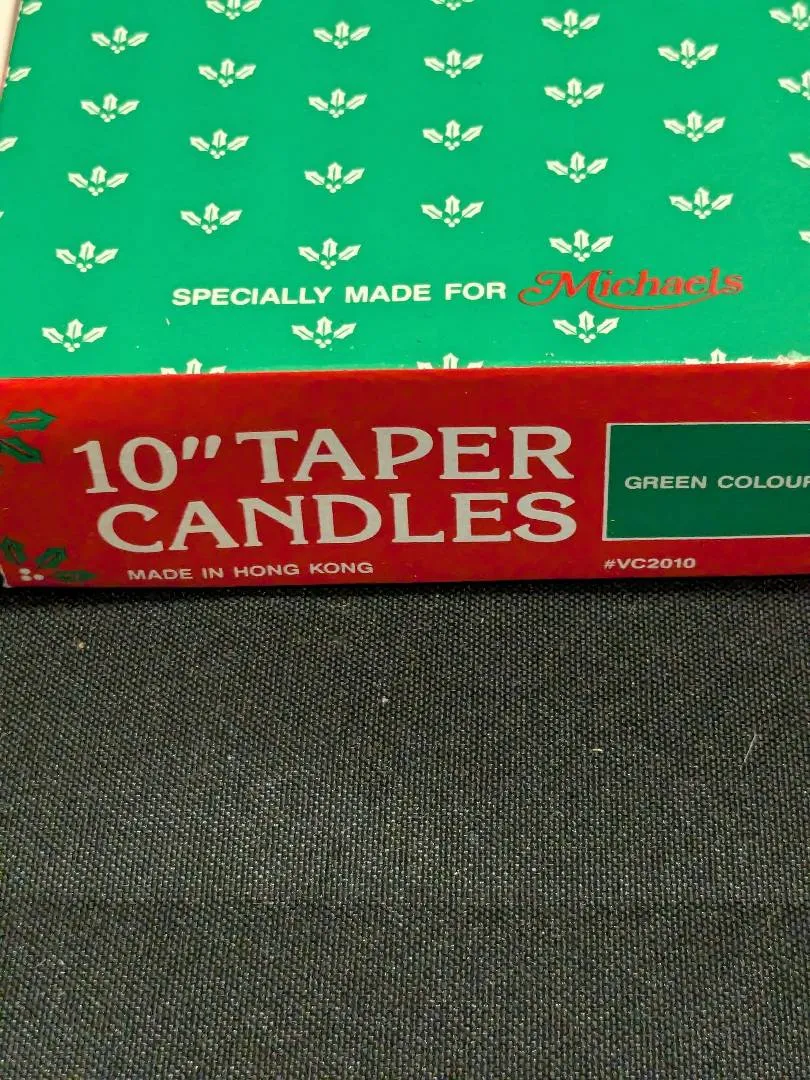 SPECIALLY MADE FOR Michaels
10" TAPER
CANDLES
GREEN COLOUR
MADE IN HONG KONG
#VC2010